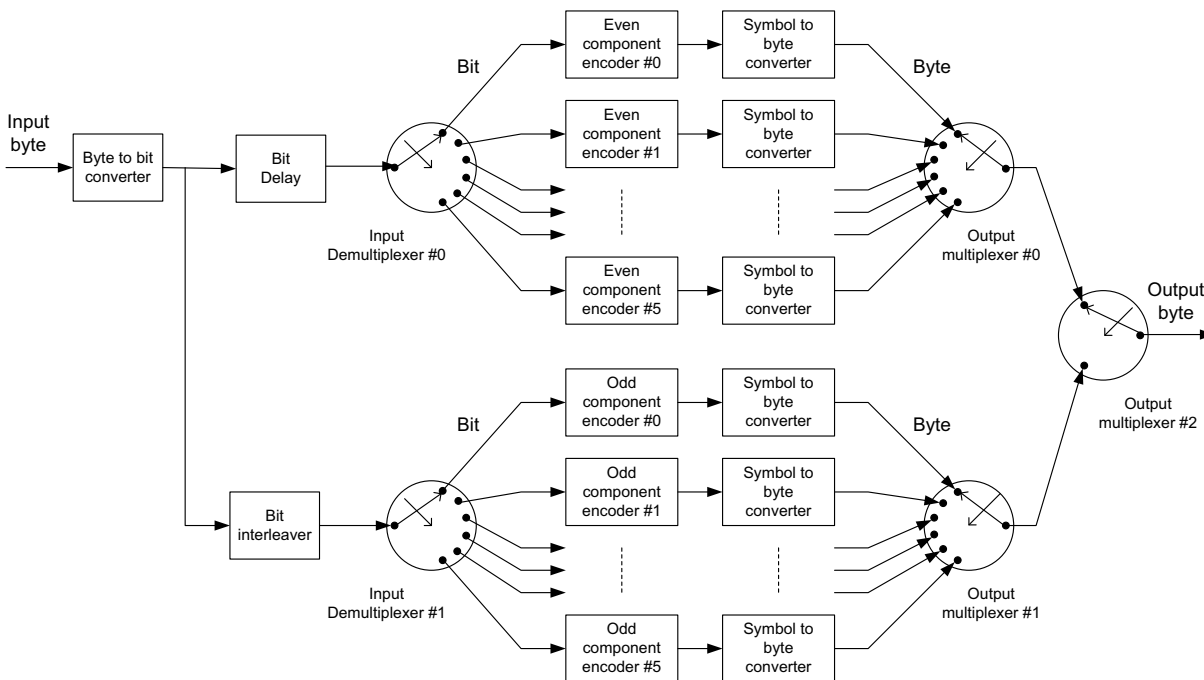 Input
byte
Byte to bit
converter
Bit
Delay
Bit
Input
Demultiplexer #0
Even
component
encoder #0
Symbol to
byte
converter
Byte
Even
component
encoder #1
Symbol to
byte
converter
Even
component
encoder #5
Symbol to
byte
converter
Output
multiplexer #0
Output
byte
Output
multiplexer #2
Bit
interleaver
Bit
Input
Demultiplexer #1
Odd
component
encoder #0
Symbol to
byte
converter
Byte
Odd
component
encoder #1
Symbol to
byte
converter
Odd
component
encoder #5
Symbol to
byte
converter
Output
multiplexer #1